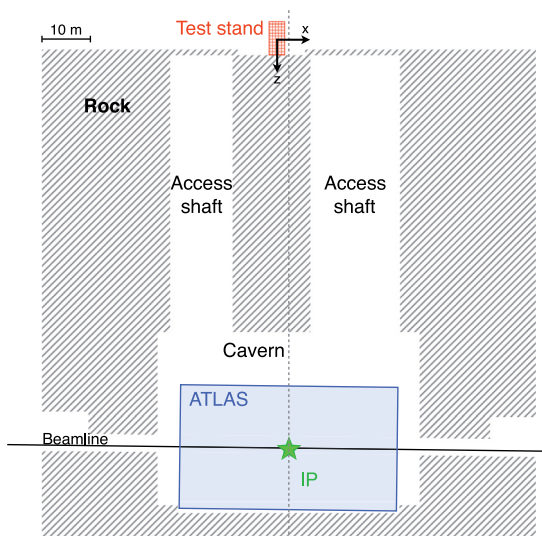 10 m
Test stand
x
z
Rock
Access
shaft
Access
shaft
Cavern
ATLAS
Beamline
IP